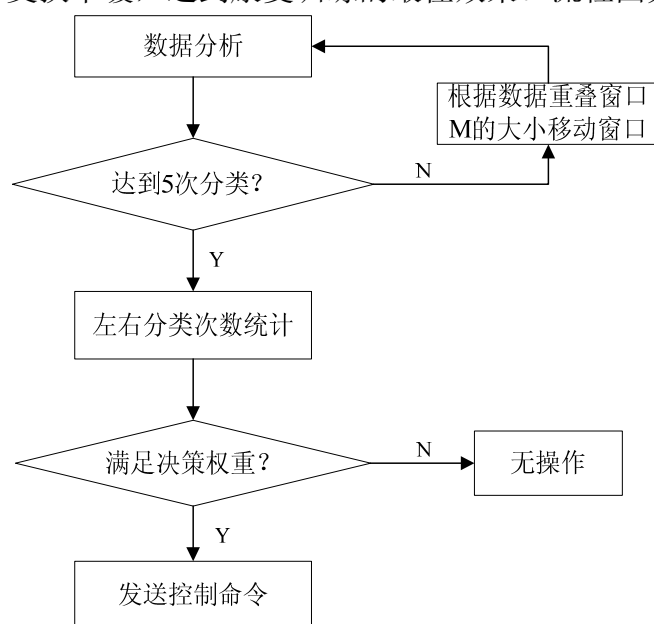 数据分析
根据数据重叠窗口
M的大小移动窗口
达到5次分类？
N
Y
左右分类次数统计
满足决策权重？
N
无操作
Y
发送控制命令